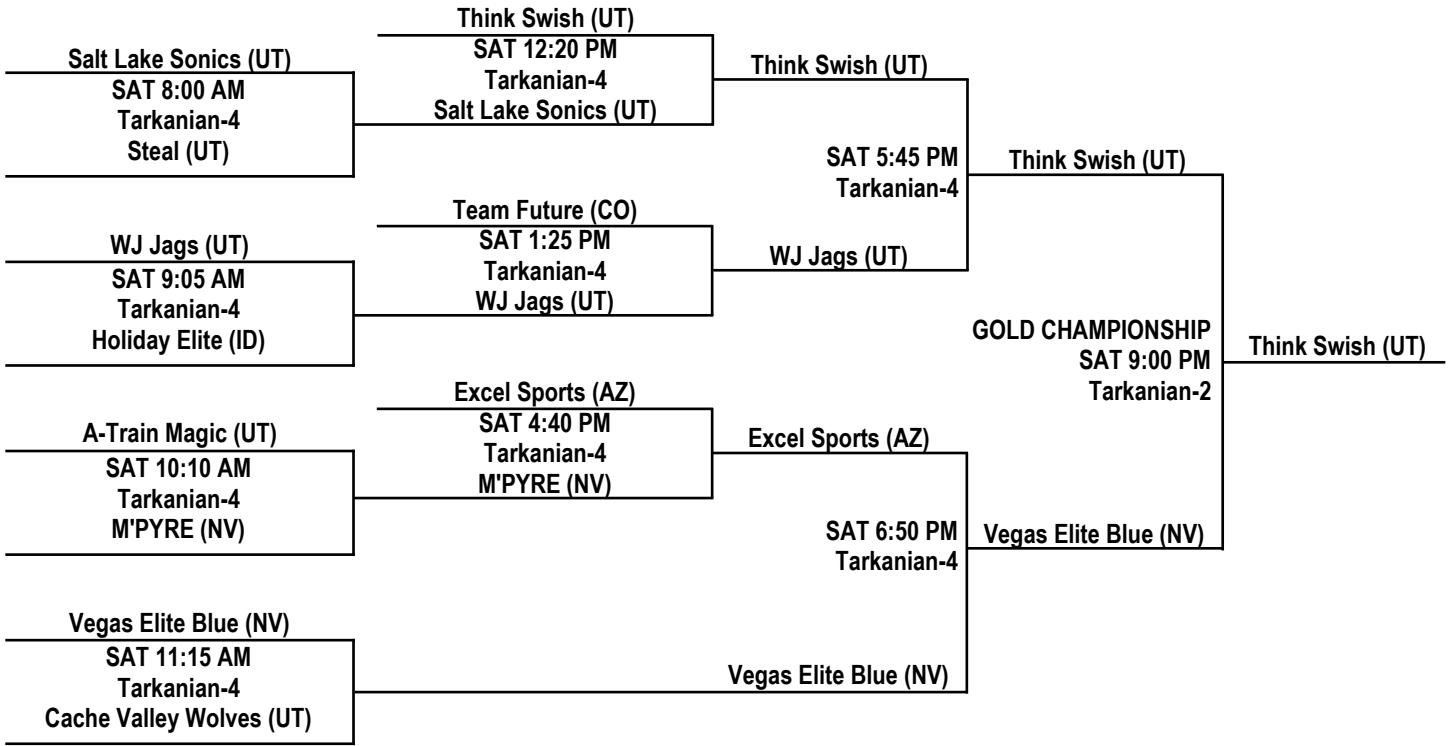 Think Swish (UT)
Salt Lake Sonics (UT)
SAT 12:20 PM
Tarkanian-4
Salt Lake Sonics (UT)
Think Swish (UT)
SAT 8:00 AM
Tarkanian-4
Steal (UT)
SAT 5:45 PM
Tarkanian-4
Think Swish (UT)
Team Future (CO)
SAT 1:25 PM
Tarkanian-4
WJ Jags (UT)
WJ Jags (UT)
WJ Jags (UT)
SAT 9:05 AM
Tarkanian-4
Holiday Elite (ID)
GOLD CHAMPIONSHIP
SAT 9:00 PM
Tarkanian-2
Think Swish (UT)
Excel Sports (AZ)
SAT 4:40 PM
Tarkanian-4
M'PYRE (NV)
Excel Sports (AZ)
A-Train Magic (UT)
SAT 10:10 AM
Tarkanian-4
M'PYRE (NV)
SAT 6:50 PM
Tarkanian-4
Vegas Elite Blue (NV)
Vegas Elite Blue (NV)
SAT 11:15 AM
Tarkanian-4
Cache Valley Wolves (UT)
Vegas Elite Blue (NV)